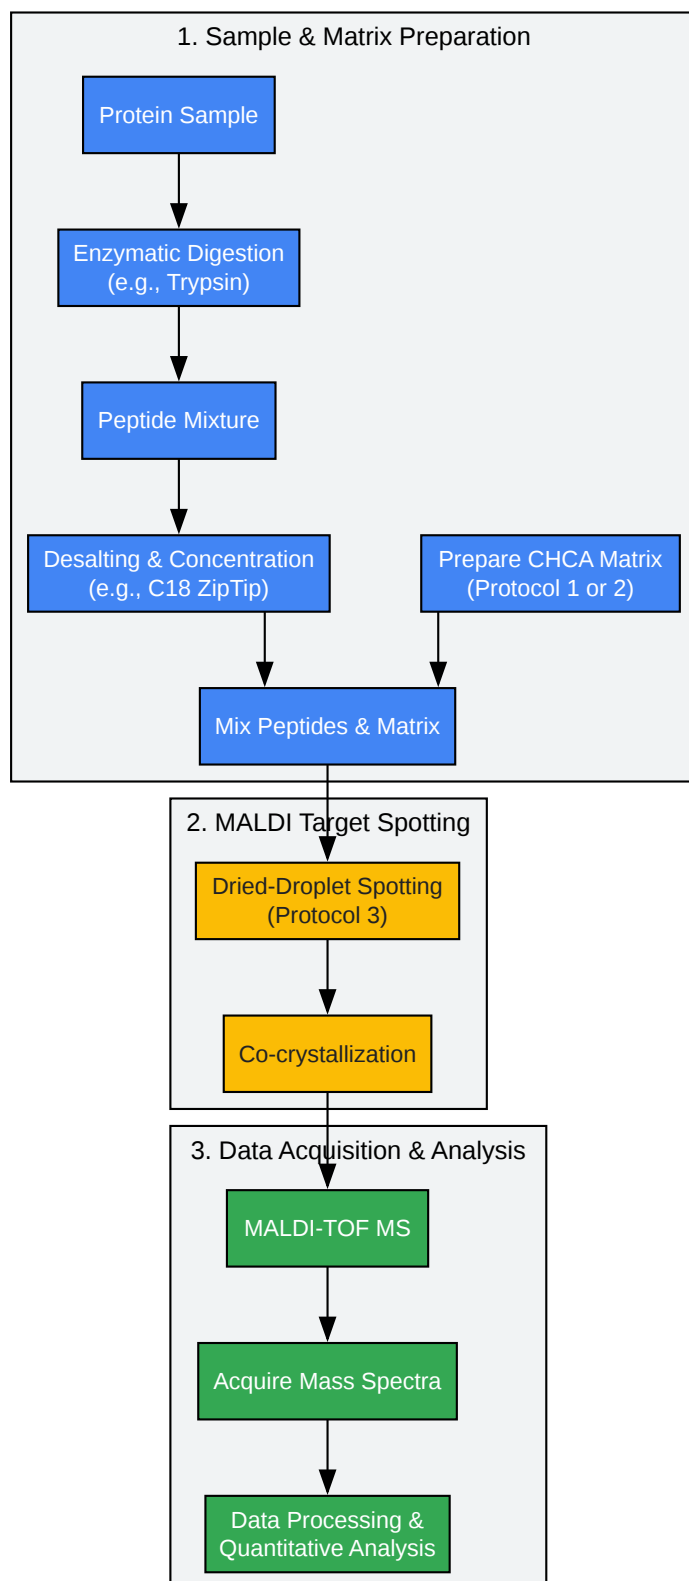 1. Sample & Matrix Preparation
Protein Sample
Enzymatic Digestion
(e.g., Trypsin)
Peptide Mixture
Desalting & Concentration
(e.g., C18 ZipTip)
Prepare CHCA Matrix
(Protocol 1 or 2)
Mix Peptides & Matrix
2. MALDI Target Spotting
Dried-Droplet Spotting
(Protocol 3)
Co-crystallization
3. Data Acquisition & Analysis
MALDI-TOF MS
Acquire Mass Spectra
Data Processing &
Quantitative Analysis